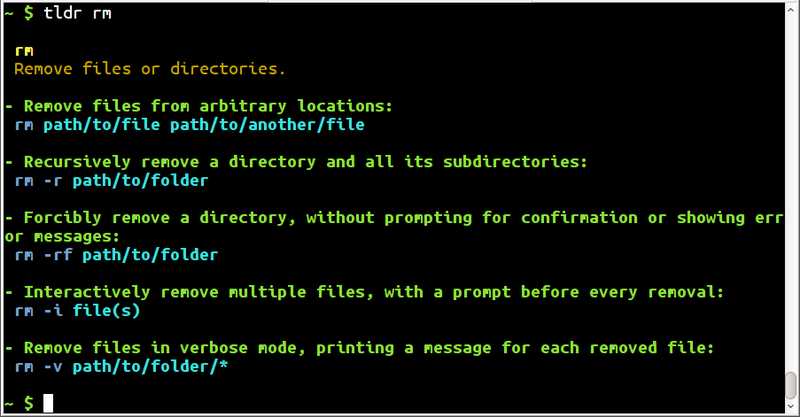 ~ $ tldr rm
rm
Remove files or directories.
- Remove files from arbitrary locations:
rm path/to/file path/to/another/file
- Recursively remove a directory and all its subdirectories:
rm -r path/to/folder
- Forcibly remove a directory, without prompting for confirmation or showing err
or messages:
rm -rf path/to/folder
- Interactively remove multiple files, with a prompt before every removal:
rm -i file(s)
- Remove files in verbose mode, printing a message for each removed file:
rm -v path/to/folder/*
~ $